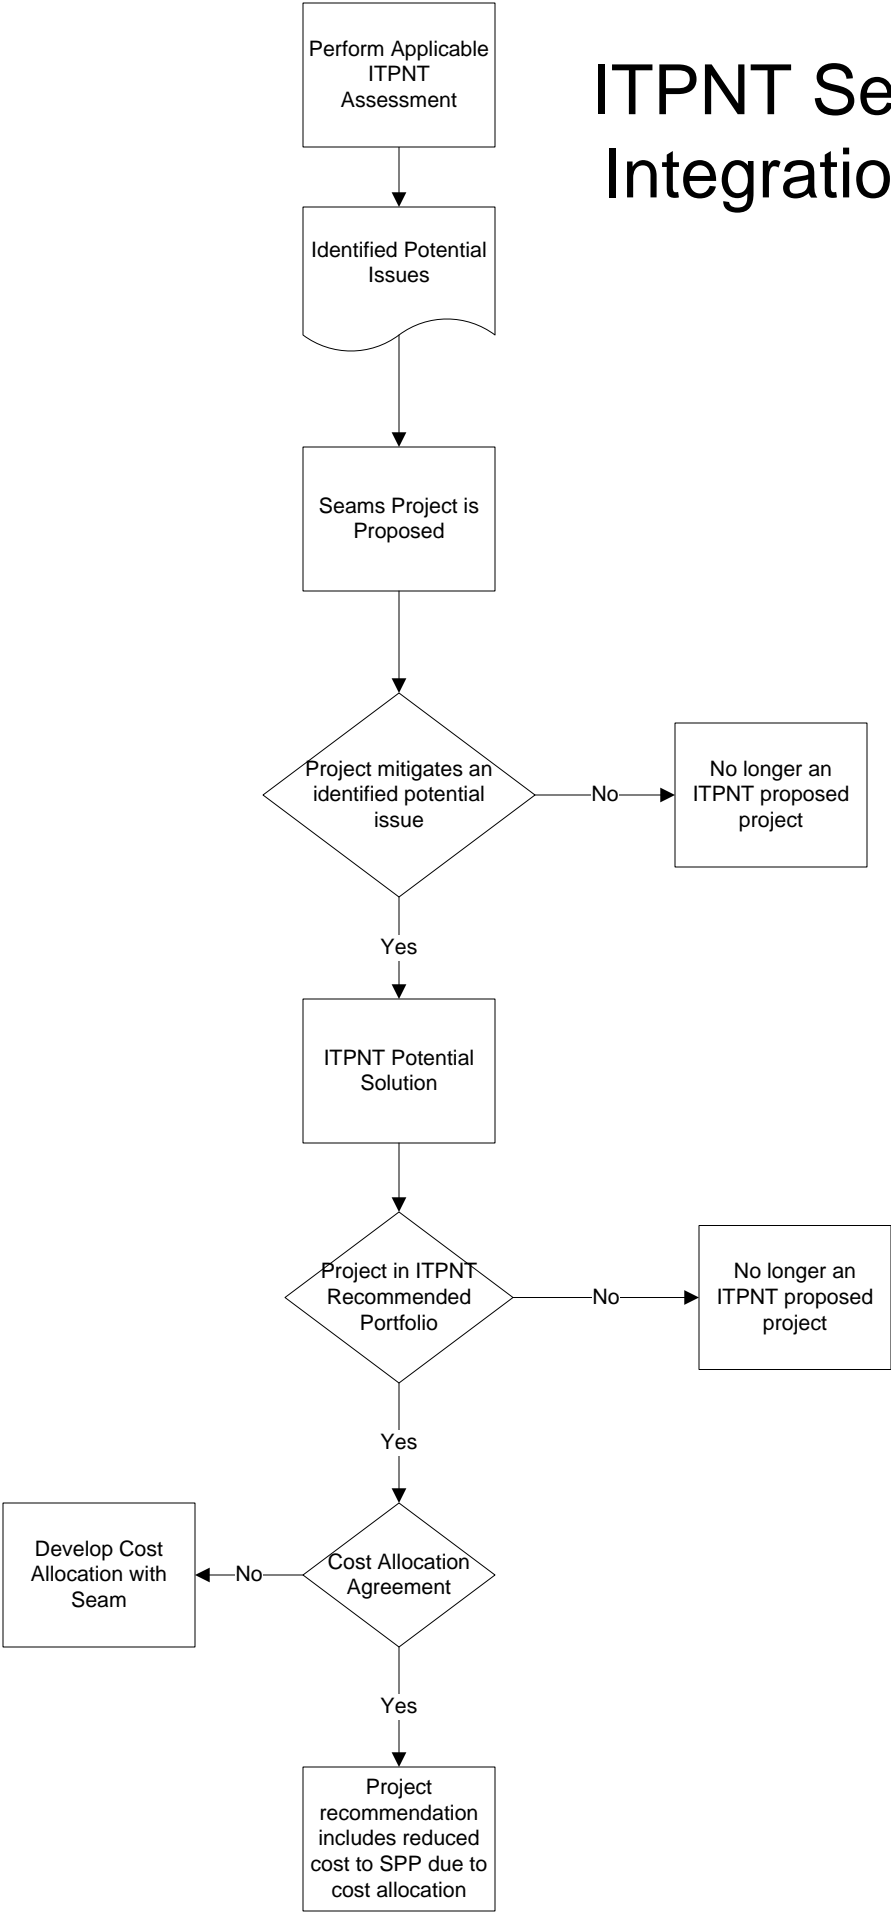 Perform Applicable
ITPNT
Assessment
ITPNT Se
Integratio
Identified Potential
Issues
Seams Project is
Proposed
Project mitigates an
identified potential
issue
No
No longer an
ITPNT proposed
project
Yes
ITPNT Potential
Solution
Project in ITPNT
Recommended
Portfolio
No
No longer an
ITPNT proposed
project
Yes
Cost Allocation
Agreement
No
Develop Cost
Allocation with
Seam
Yes
Project
recommendation
includes reduced
cost to SPP due to
cost allocation